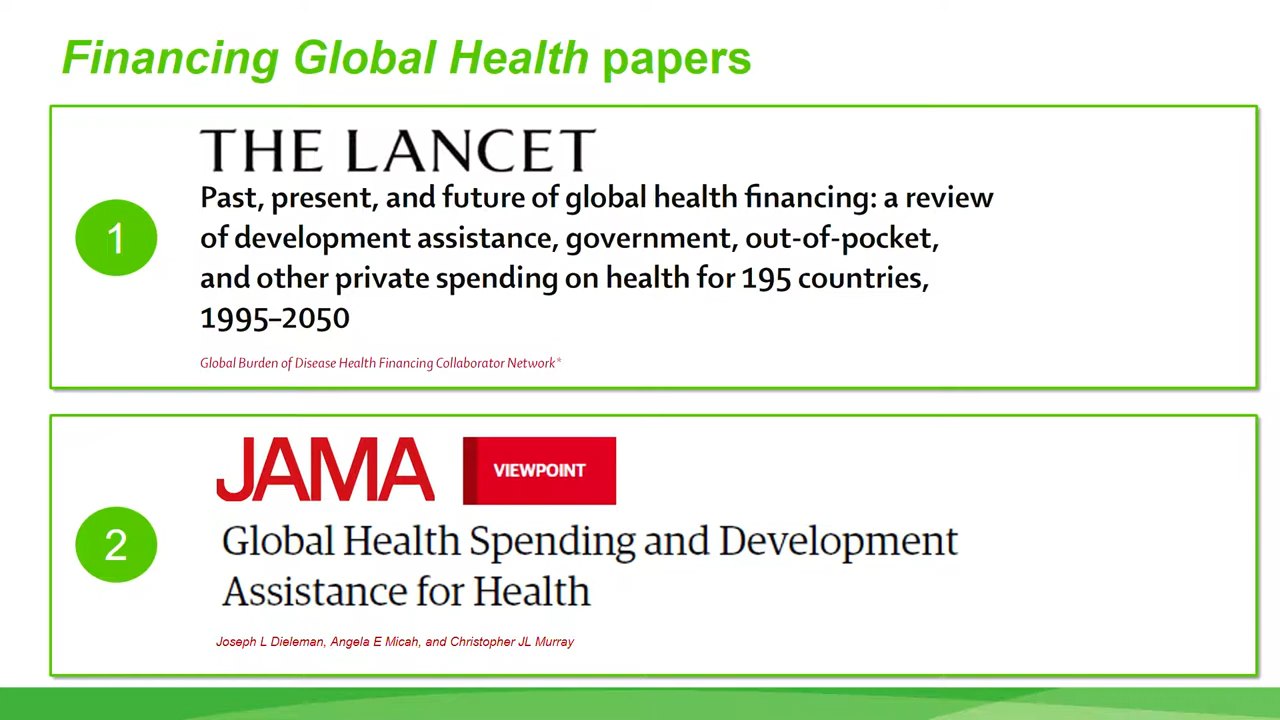 Financing Global Health papers
THE LANCET
Past, present, and future of global health financing: a review
of development assistance, government, out-of-pocket,
and other private spending on health for 195 countries,
1995–2050
1
Global Burden of Disease Health Financing Collaborator Network*
JAMA VIEWPOINT
Global Health Spending and Development
Assistance for Health
2
Joseph L Dieleman, Angela E Micah, and Christopher JL Murray